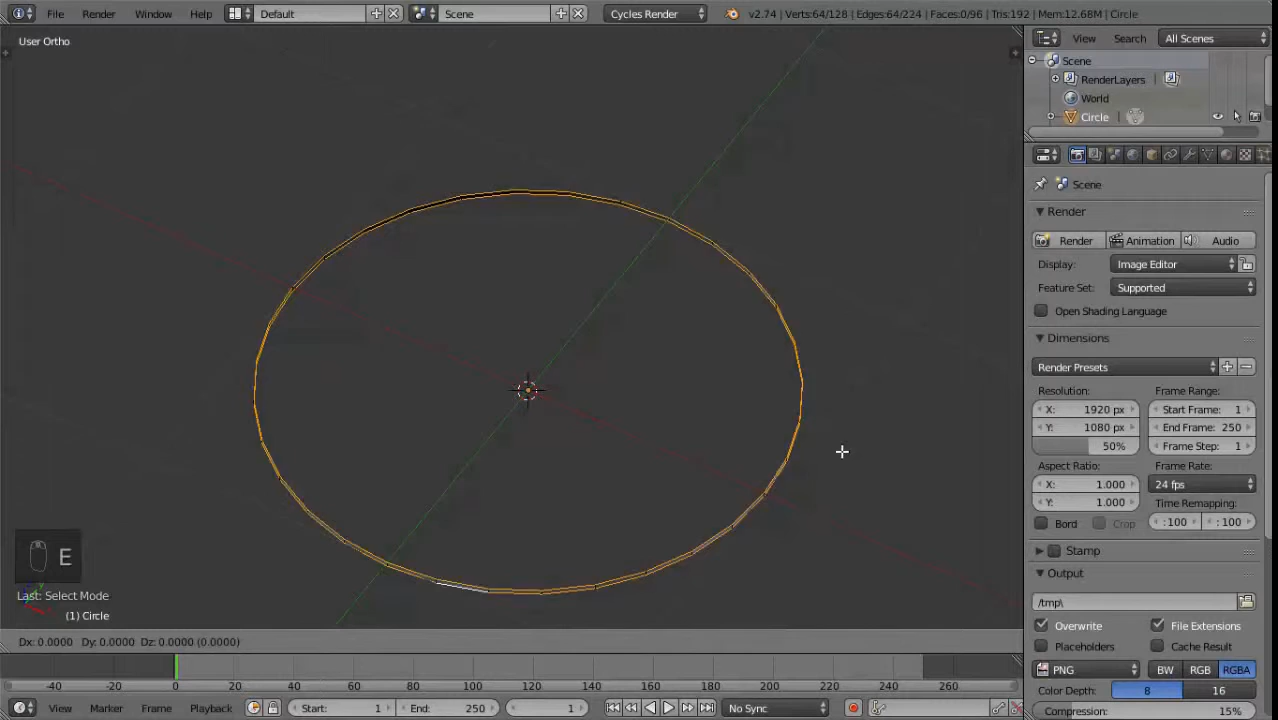 File Render Window Help Default Scene Cycles Render v2.74 | Verts:64/128 | Edges:64/224 | Faces:0/96 | Tris:192 | Mem:12.68M | Circle
User Ortho
View Search All Scenes
Scene
RenderLayers |
World
Circle |
Scene
Render
Render Animation Audio
Display: Image Editor
Feature Set: Supported
Open Shading Language
Dimensions
Render Presets
Resolution: Frame Range:
X: 1920 px Start Frame: 1
Y: 1080 px End Frame: 250
50% Frame Step: 1
Aspect Ratio: Frame Rate:
X: 1.000 24 fps
Y: 1.000 Time Remapping:
Bord Crop : 100 : 100
Stamp
Output
/tmp\
Overwrite File Extensions
Placeholders Cache Result
PNG BW RGB RGBA
Color Depth: 8 16
Compression: 15%
E
Last: Select Mode
(1) Circle
Dx: 0.0000 Dy: 0.0000 Dz: 0.0000 (0.0000)
-40 -20 0 20 40 60 80 100 120 140 160 180 200 220 240 260
View Marker Frame Playback Start: 1 End: 250 1 No Sync